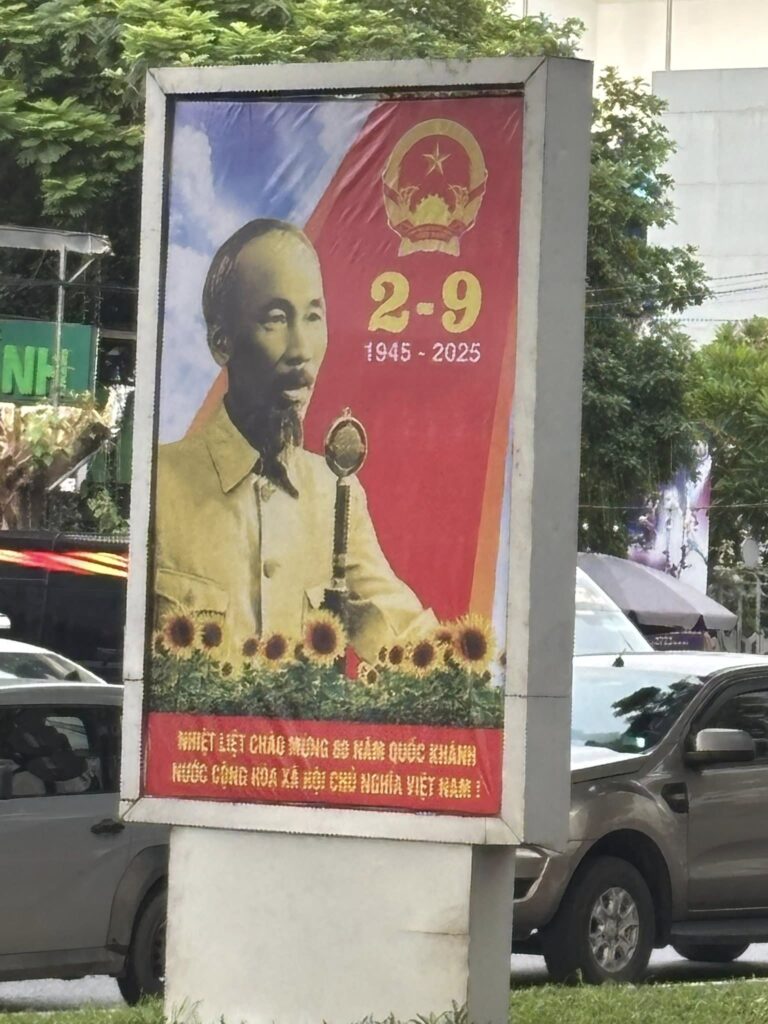 2-9
1945 - 2025
NHIỆT LIỆT CHÀO MỪNG 80 NĂM QUỐC KHÁNH
NƯỚC CỘNG HÒA XÃ HỘI CHỦ NGHĨA VIỆT NAM !